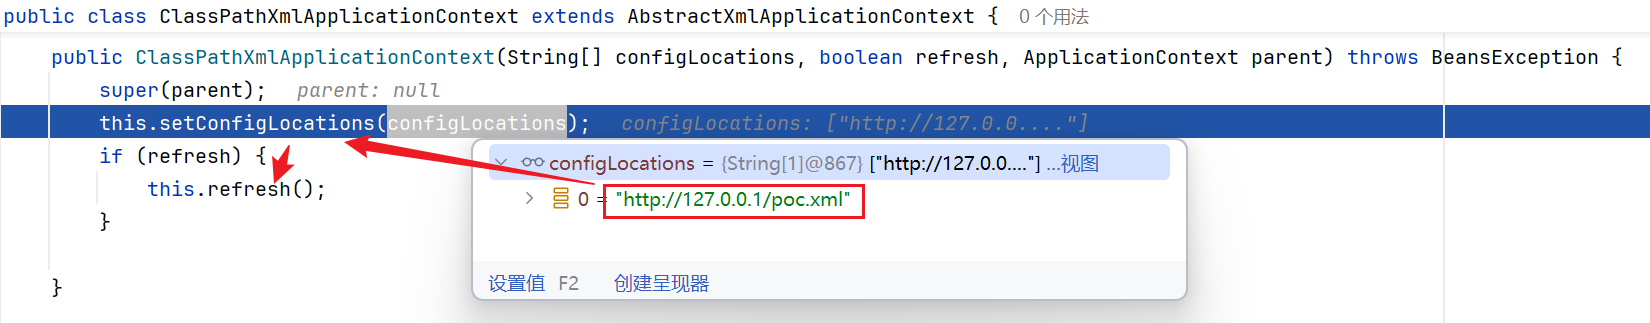 public class ClassPathXmlApplicationContext extends AbstractXmlApplicationContext { 0 个用法
public ClassPathXmlApplicationContext(String[] configLocations, boolean refresh, ApplicationContext parent) throws BeansException {
super(parent); parent: null
this.setConfigLocations(configLocations); configLocations: ["http://127.0.0...."]
if (refresh) {
configLocations = {String[1]@867} ["http://127.0.0...."] ...视图
this.refresh();
0 = "http://127.0.0.1/poc.xml"
}
设置值 F2 创建呈现器
}